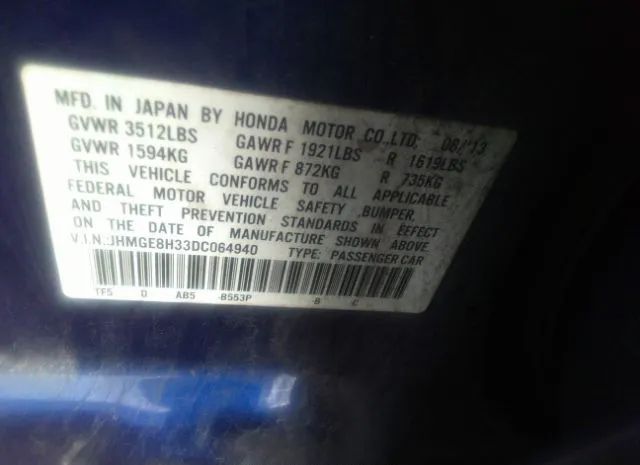 MFD. IN JAPAN BY HONDA MOTOR CO.,LTD. 08/'13
GVWR 3512LBS GAWR F 1921LBS R 1619LBS
GVWR 1594KG GAWR F 872KG R 735KG
THIS VEHICLE CONFORMS TO ALL APPLICABLE
FEDERAL MOTOR VEHICLE SAFETY ,BUMPER,
AND THEFT PREVENTION STANDARDS IN EFFECT
ON THE DATE OF MANUFACTURE SHOWN ABOVE.
V.I.N.:JHMGE8H33DC064940 TYPE: PASSENGER CAR
TF5 D AB5 -B553P -B C